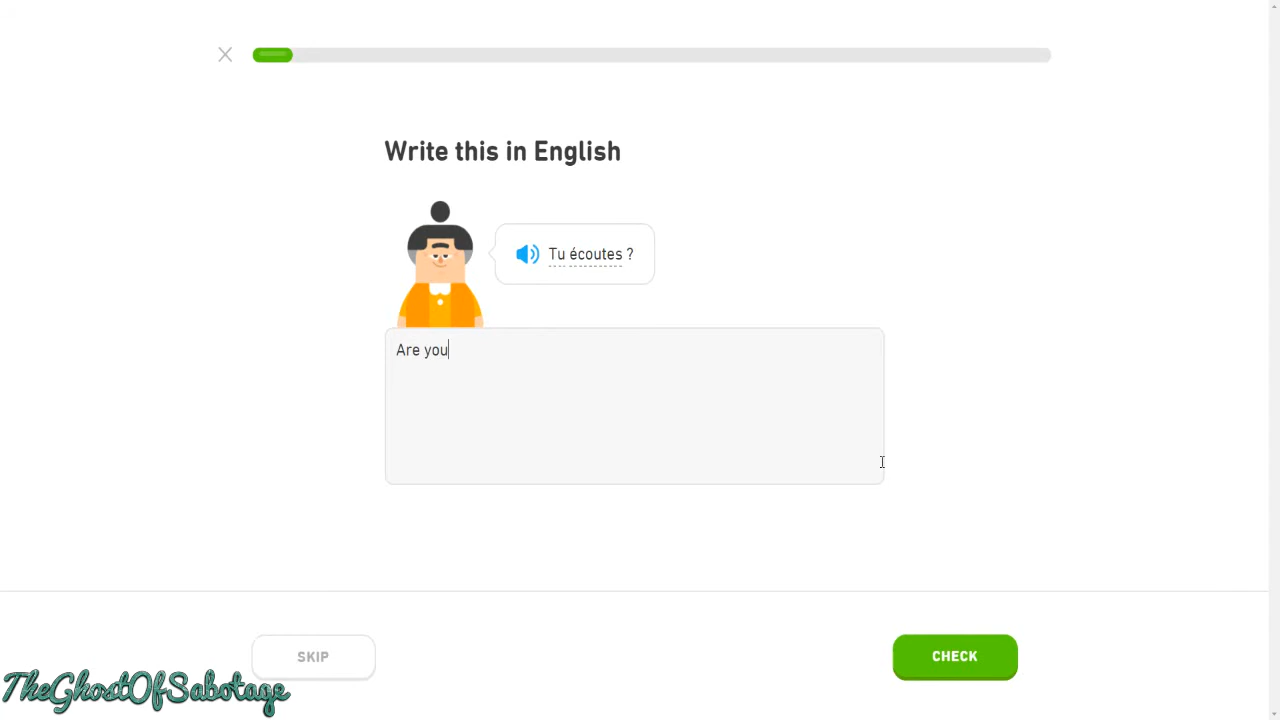 Write this in English
Tu écoutes ?
Are you
SKIP
CHECK
TheGhostOfSabotage